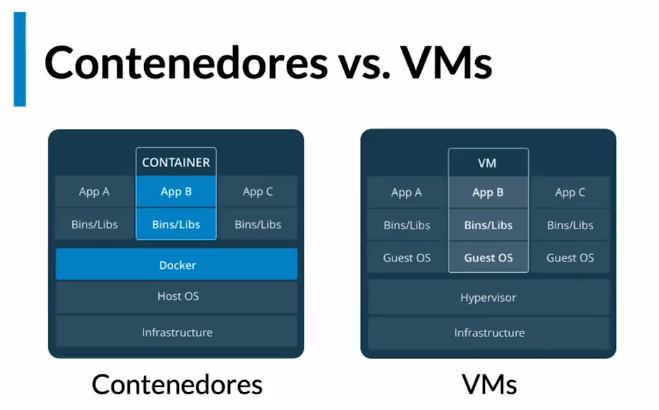 Contenedores vs. VMs
CONTAINER
App A
App B
App C
Bins/Libs
Bins/Libs
Bins/Libs
Docker
Host OS
Infrastructure
Contenedores
VM
App A
App B
App C
Bins/Libs
Bins/Libs
Bins/Libs
Guest OS
Guest OS
Guest OS
Hypervisor
Infrastructure
VMs